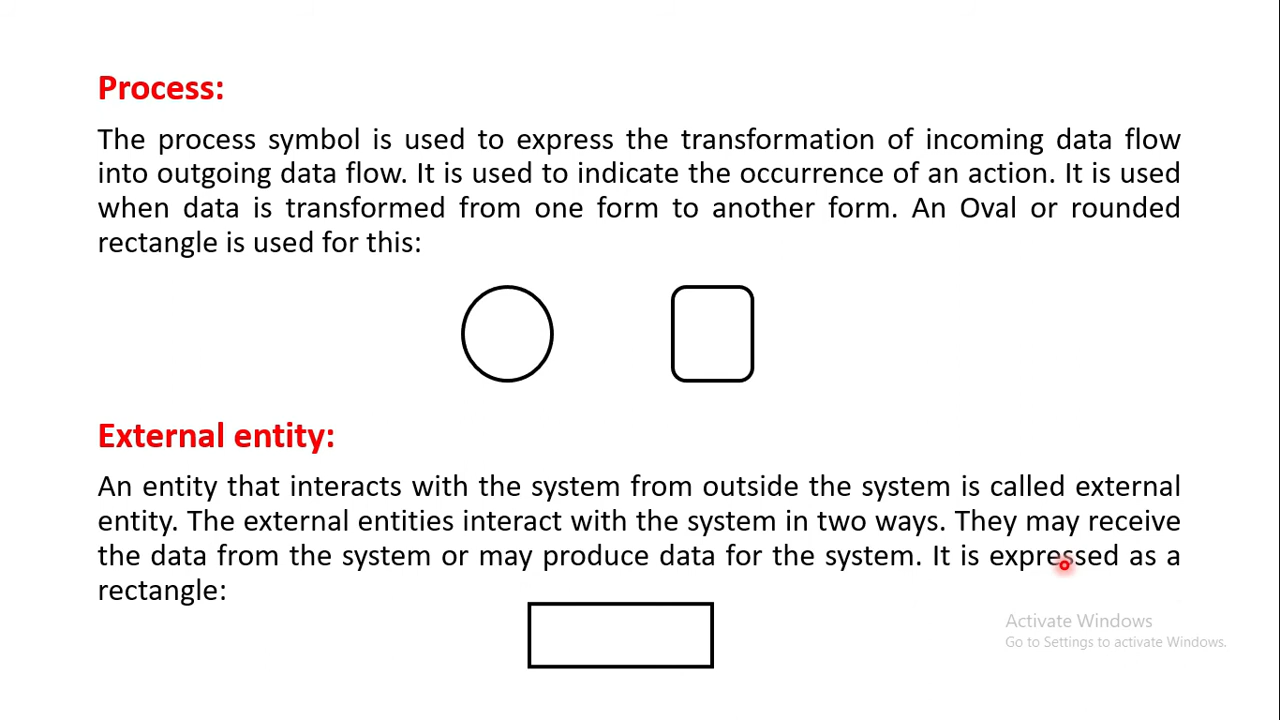 Process:
The process symbol is used to express the transformation of incoming data flow
into outgoing data flow. It is used to indicate the occurrence of an action. It is used
when data is transformed from one form to another form. An Oval or rounded
rectangle is used for this:
External entity:
An entity that interacts with the system from outside the system is called external
entity. The external entities interact with the system in two ways. They may receive
the data from the system or may produce data for the system. It is expressed as a
rectangle:
Activate Windows
Go to Settings to activate Windows.